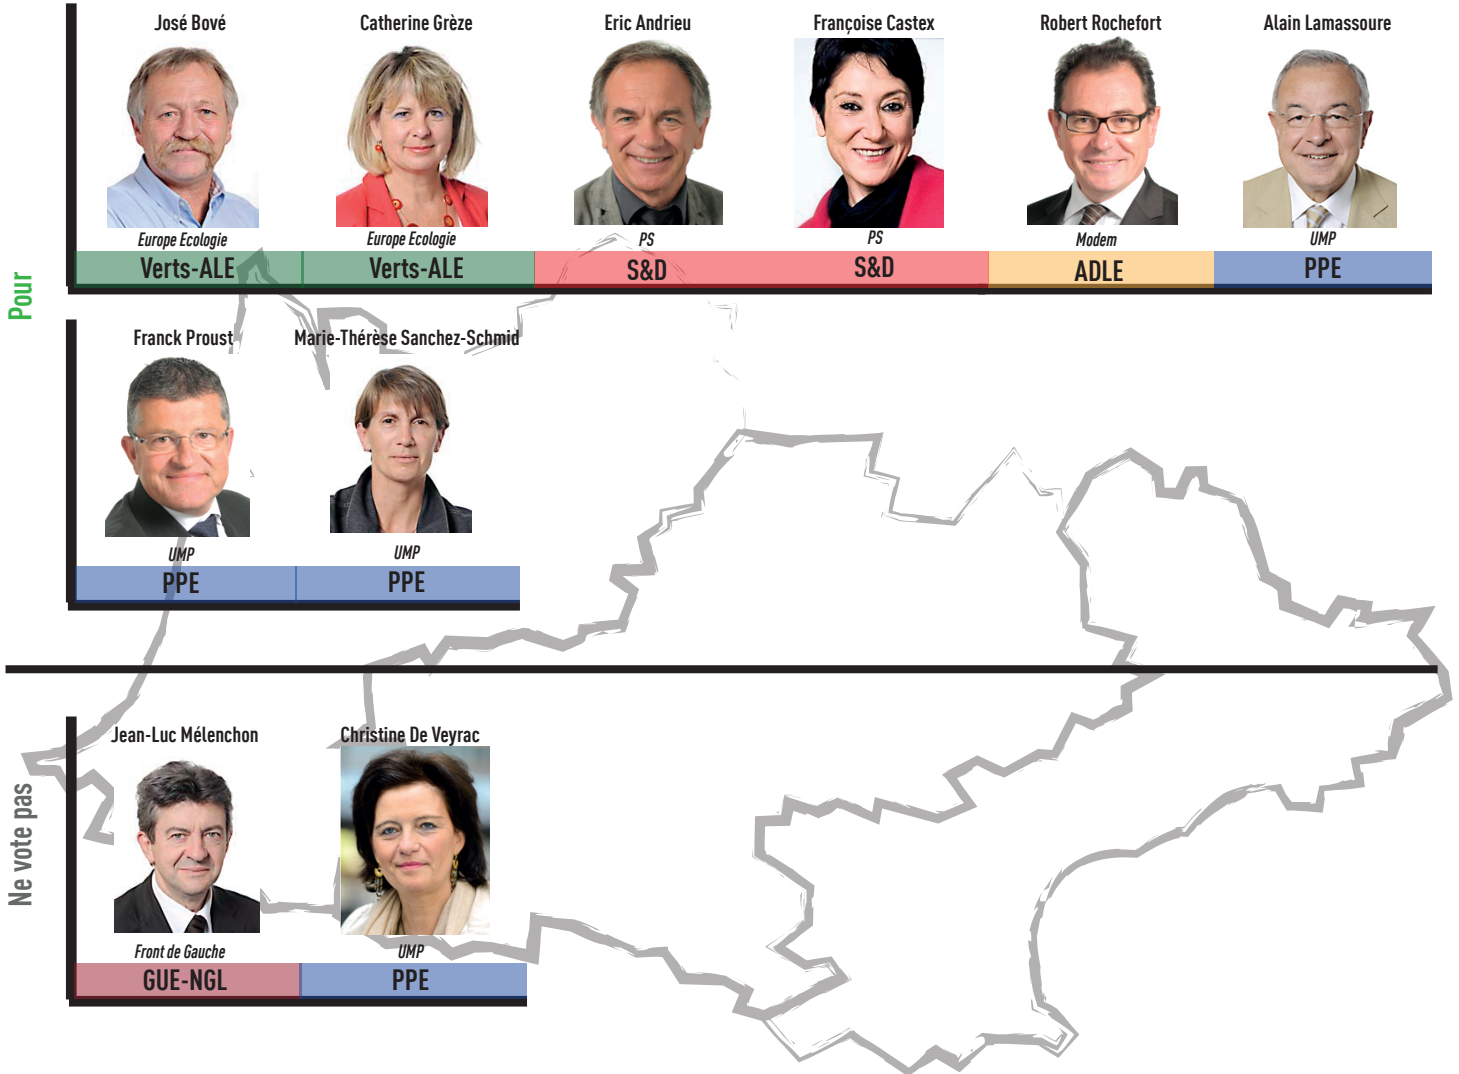 José Bové
Catherine Grèze
Eric Andrieu
Françoise Castex
Robert Rochefort
Alain Lamassoure
Europe Ecologie
Europe Ecologie
PS
PS
Modem
UMP
Verts-ALE
Verts-ALE
S&D
S&D
ADLE
PPE
Pour
Franck Proust
Marie-Thérèse Sanchez-Schmid
UMP
UMP
PPE
PPE
Ne vote pas
Jean-Luc Mélenchon
Christine De Veyrac
Front de Gauche
UMP
GUE-NGL
PPE